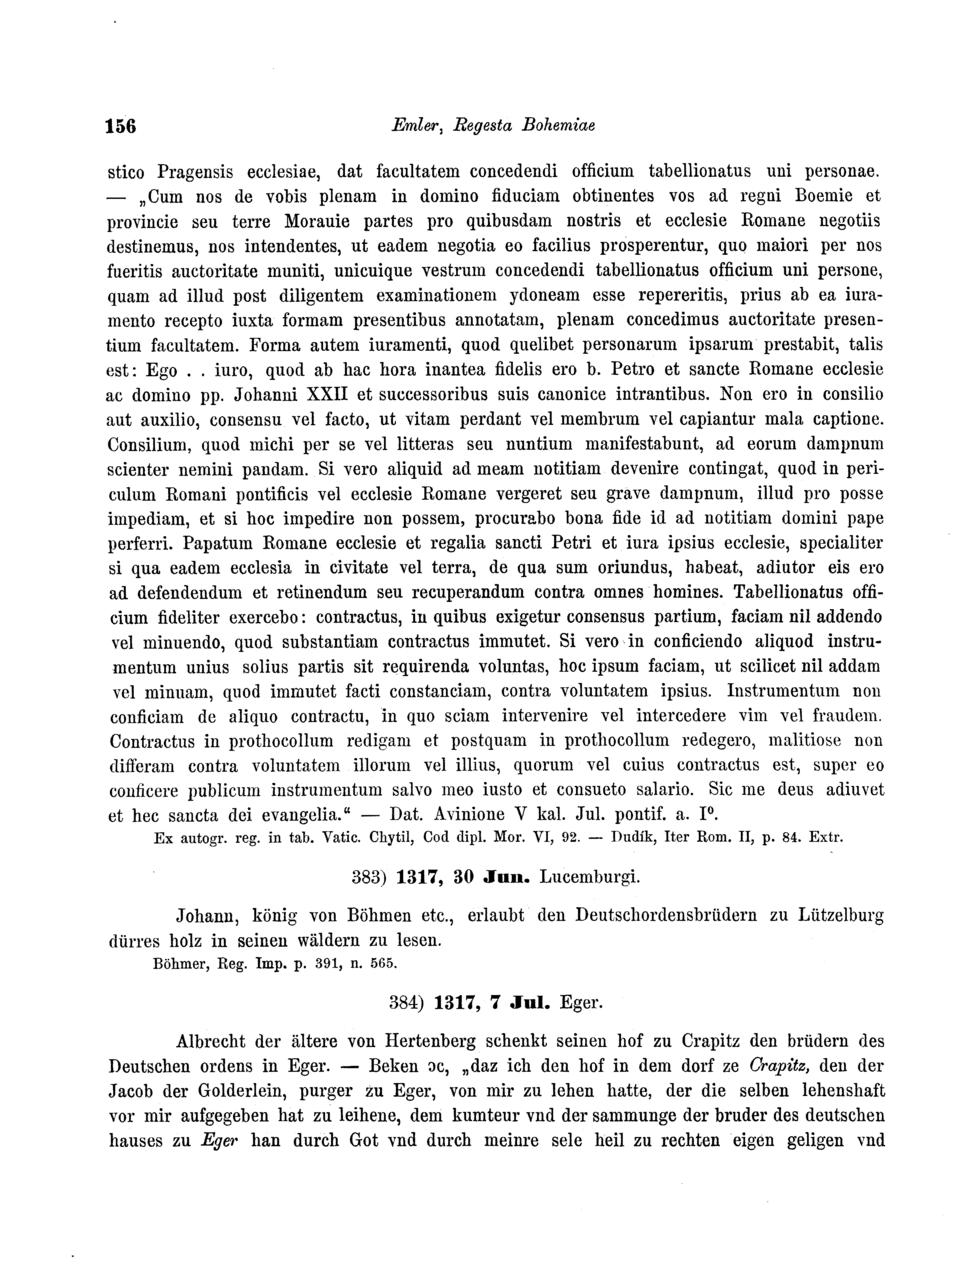 156 Emler, Regesta Bohemiae
stico Pragensis ecclesiae, dat facultatem concedendi officium tabellionatus uni personae.
— „Cum nos de vobis plenam in domino fiduciam obtinentes vos ad regni Boemie et
provincie seu terre Morauie partes pro quibusdam nostris et ecclesie Romane negotiis
destinemus, nos intendentes, ut eadem negotia eo facilius prosperentur, quo maiori per nos
fueritis auctoritate muniti, unicuique vestrum concedendi tabellionatus officium uni persone,
quam ad illud post diligentem examinationem ydoneam esse repereritis, prius ab ea iura-
mento recepto iuxta formam presentibus annotatam, plenam concedimus auctoritate presen-
tium facultatem. Forma autem iuramenti, quod quelibet personarum ipsarum prestabit, talis
est: Ego . . iuro, quod ab hac hora inantea fidelis ero b. Petro et sancte Romane ecclesie
ac domino pp. Johanni XXII et successoribus suis canonice intrantibus. Non ero in consilio
aut auxilio, consensu vel facto, ut vitam perdant vel membrum vel capiantur mala captione.
Consilium, quod michi per se vel litteras seu nuntium manifestabunt, ad eorum dampnum
scienter nemini pandam. Si vero aliquid ad meam notitiam devenire contingat, quod in peri-
culum Romani pontificis vel ecclesie Romane vergeret seu grave dampnum, illud pro posse
impediam, et si hoc impedire non possem, procurabo bona fide id ad notitiam domini pape
perferri. Papatum Romane ecclesie et regalia sancti Petri et iura ipsius ecclesie, specialiter
si qua eadem ecclesia in civitate vel terra, de qua sum oriundus, habeat, adiutor eis ero
ad defendendum et retinendum seu recuperandum contra omnes homines. Tabellionatus offi-
cium fideliter exercebo: contractus, in quibus exigetur consensus partium, faciam nil addendo
vel minuendo, quod substantiam contractus immutet. Si vero in conficiendo aliquod instru-
mentum unius solius partis sit requirenda voluntas, hoc ipsum faciam, ut scilicet nil addam
vel minuam, quod immutet facti constanciam, contra voluntatem ipsius. Instrumentum non
conficiam de aliquo contractu, in quo sciam intervenire vel intercedere vim vel fraudem.
Contractus in prothocollum redigam et postquam in prothocollum redegero, malitiose non
differam contra voluntatem illorum vel illius, quorum vel cuius contractus est, super eo
conficere publicum instrumentum salvo meo iusto et consueto salario. Sic me deus adiuvet
et hec sancta dei evangelia.“ — Dat. Avinione V kal. Jul. pontif. a. I⁰.
Ex autogr. reg. in tab. Vatic. Chytil, Cod dipl. Mor. VI, 92. — Dudík, Iter Rom. II, p. 84. Extr.
383) 1317, 30 Jun. Lucemburgi.
Johann, könig von Böhmen etc., erlaubt den Deutschordensbrüdern zu Lützelburg
dürres holz in seinen wäldern zu lesen.
Böhmer, Reg. Imp. p. 391, n. 565.
384) 1317, 7 Jul. Eger.
Albrecht der ältere von Hertenberg schenkt seinen hof zu Crapitz den brüdern des
Deutschen ordens in Eger. — Beken ɔc, „daz ich den hof in dem dorf ze Crapitz, den der
Jacob der Golderlein, purger zu Eger, von mir zu lehen hatte, der die selben lehenshaft
vor mir aufgegeben hat zu leihene, dem kumteur vnd der sammunge der bruder des deutschen
hauses zu Eger han durch Got vnd durch meinre sele heil zu rechten eigen geligen vnd